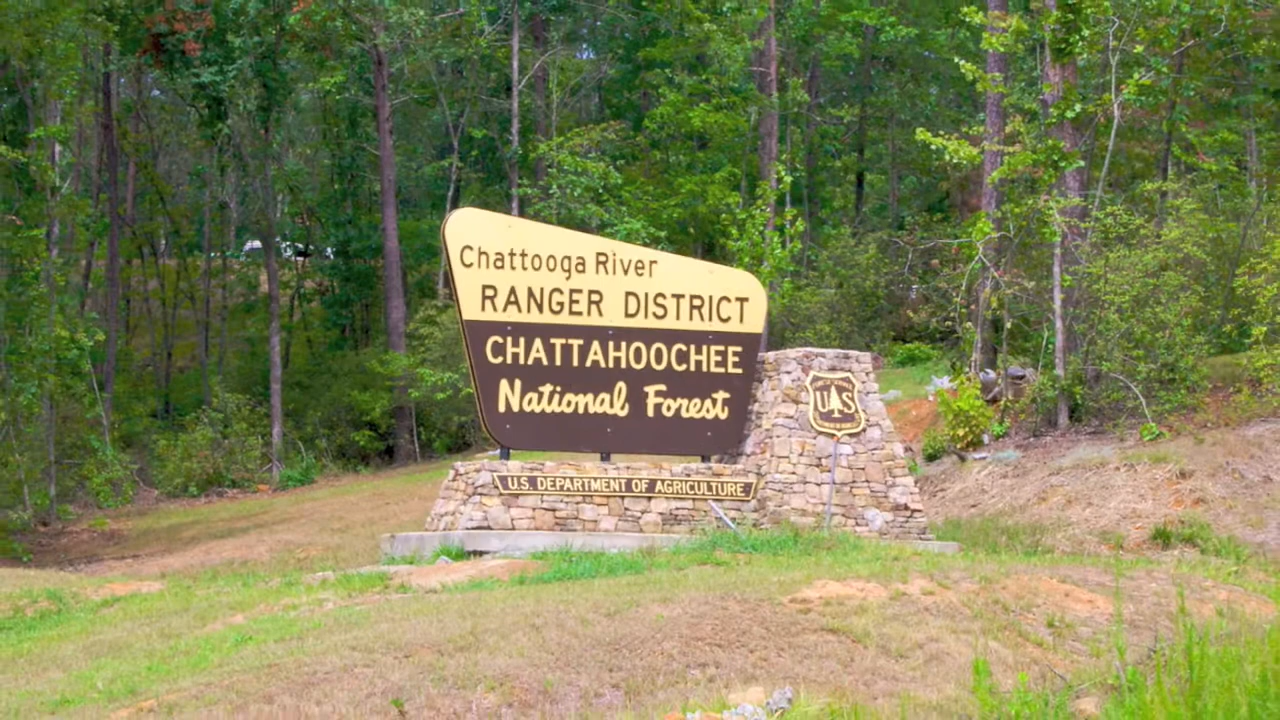 Chattooga River
RANGER DISTRICT
CHATTAHOOCHEE
National Forest
U.S. DEPARTMENT OF AGRICULTURE
U S